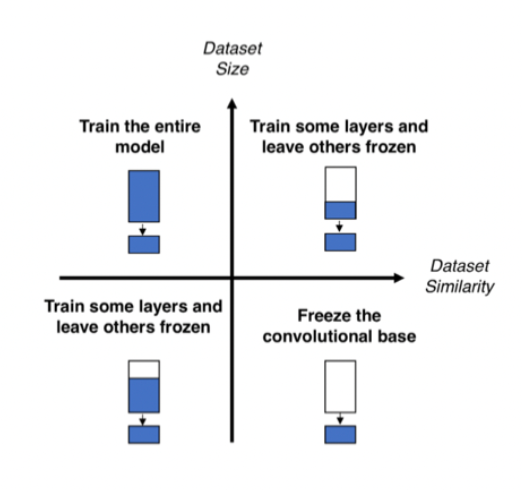 Dataset
Size
Train the entire
model
Train some layers and
leave others frozen
Dataset
Similarity
Train some layers and
leave others frozen
Freeze the
convolutional base